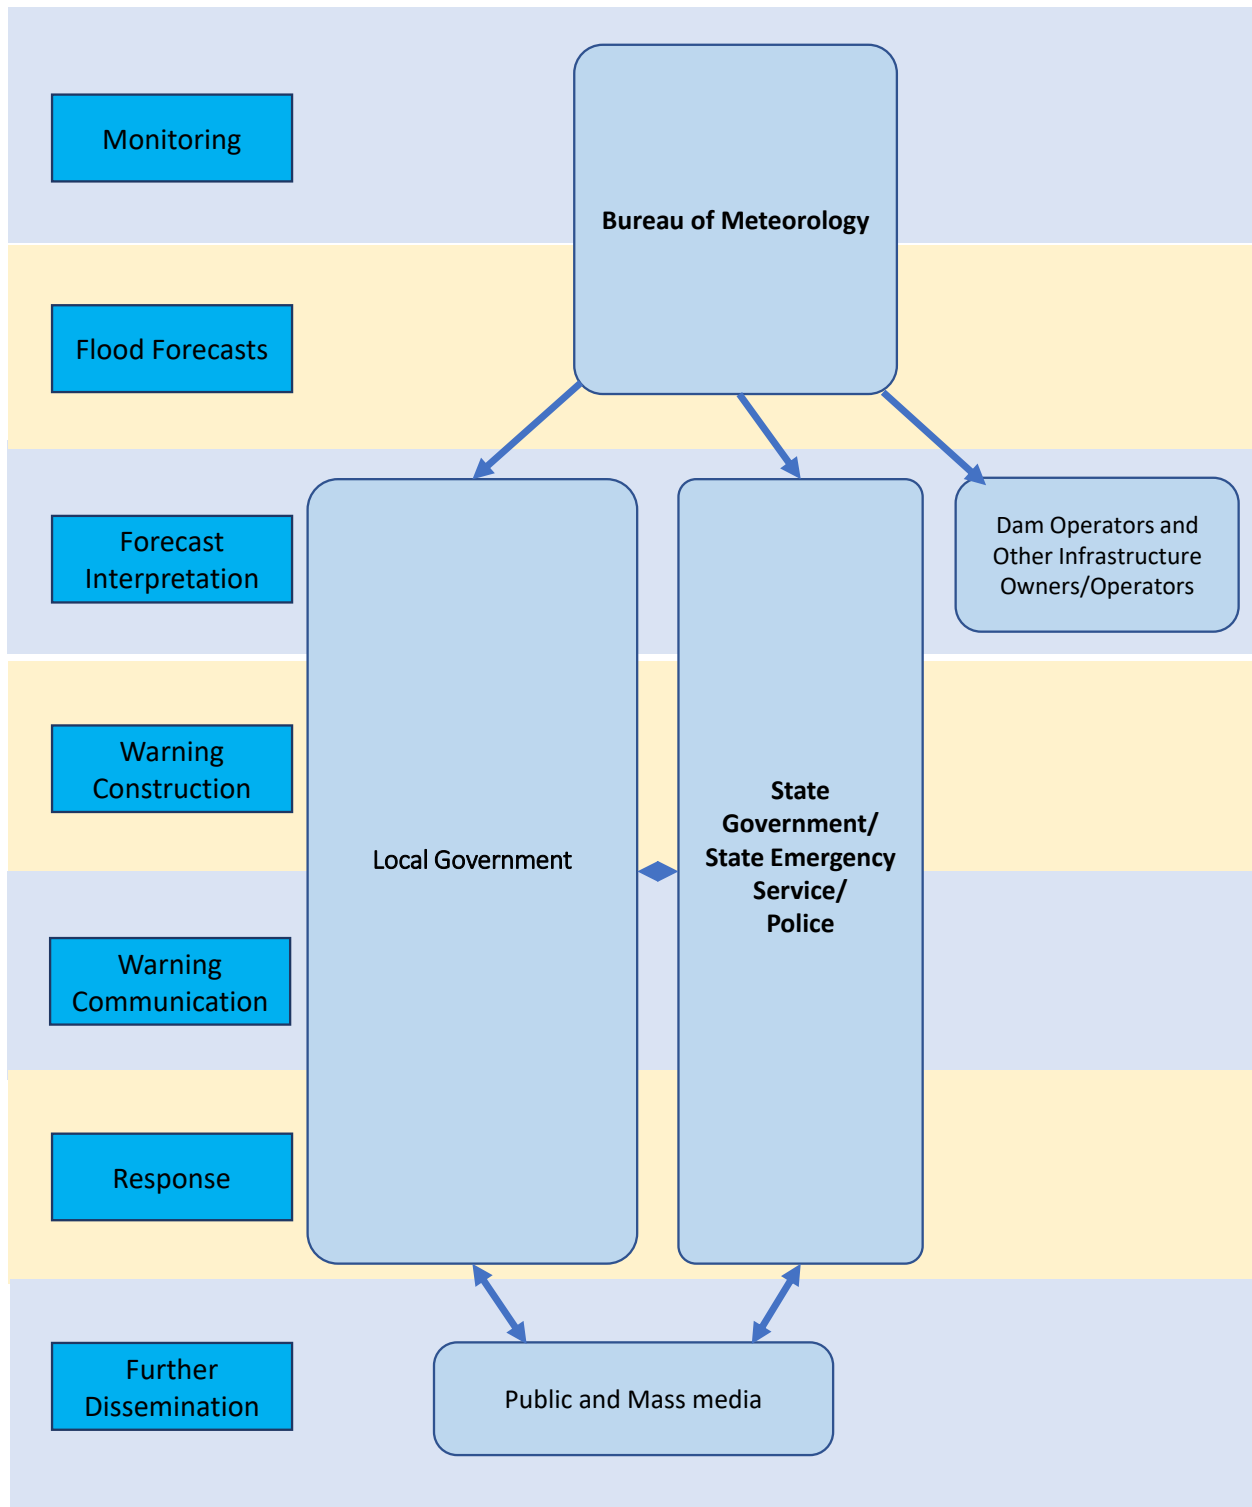 Monitoring
Bureau of Meteorology
Flood Forecasts
Forecast
Interpretation
Dam Operators and
Other Infrastructure
Owners/Operators
Warning
Construction
Local Government
State
Government/
State Emergency
Service/
Police
Warning
Communication
Response
Further
Dissemination
Public and Mass media